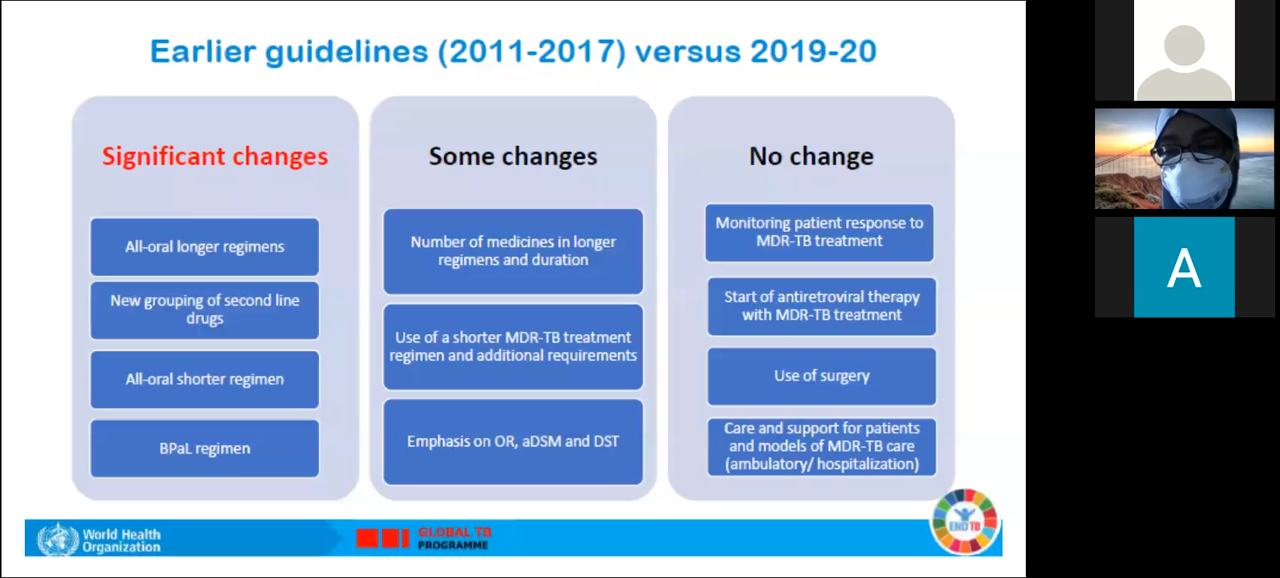 Earlier guidelines (2011-2017) versus 2019-20
Significant changes
All-oral longer regimens
New grouping of second line
drugs
All-oral shorter regimen
BPaL regimen
Some changes
Number of medicines in longer
regimens and duration
Use of a shorter MDR-TB treatment
regimen and additional requirements
Emphasis on OR, aDSM and DST
No change
Monitoring patient response to
MDR-TB treatment
Start of antiretroviral therapy
with MDR-TB treatment
Use of surgery
Care and support for patients
and models of MDR-TB care
(ambulatory/ hospitalization)
World Health
Organization
GLOBAL TB
PROGRAMME
END TB
A